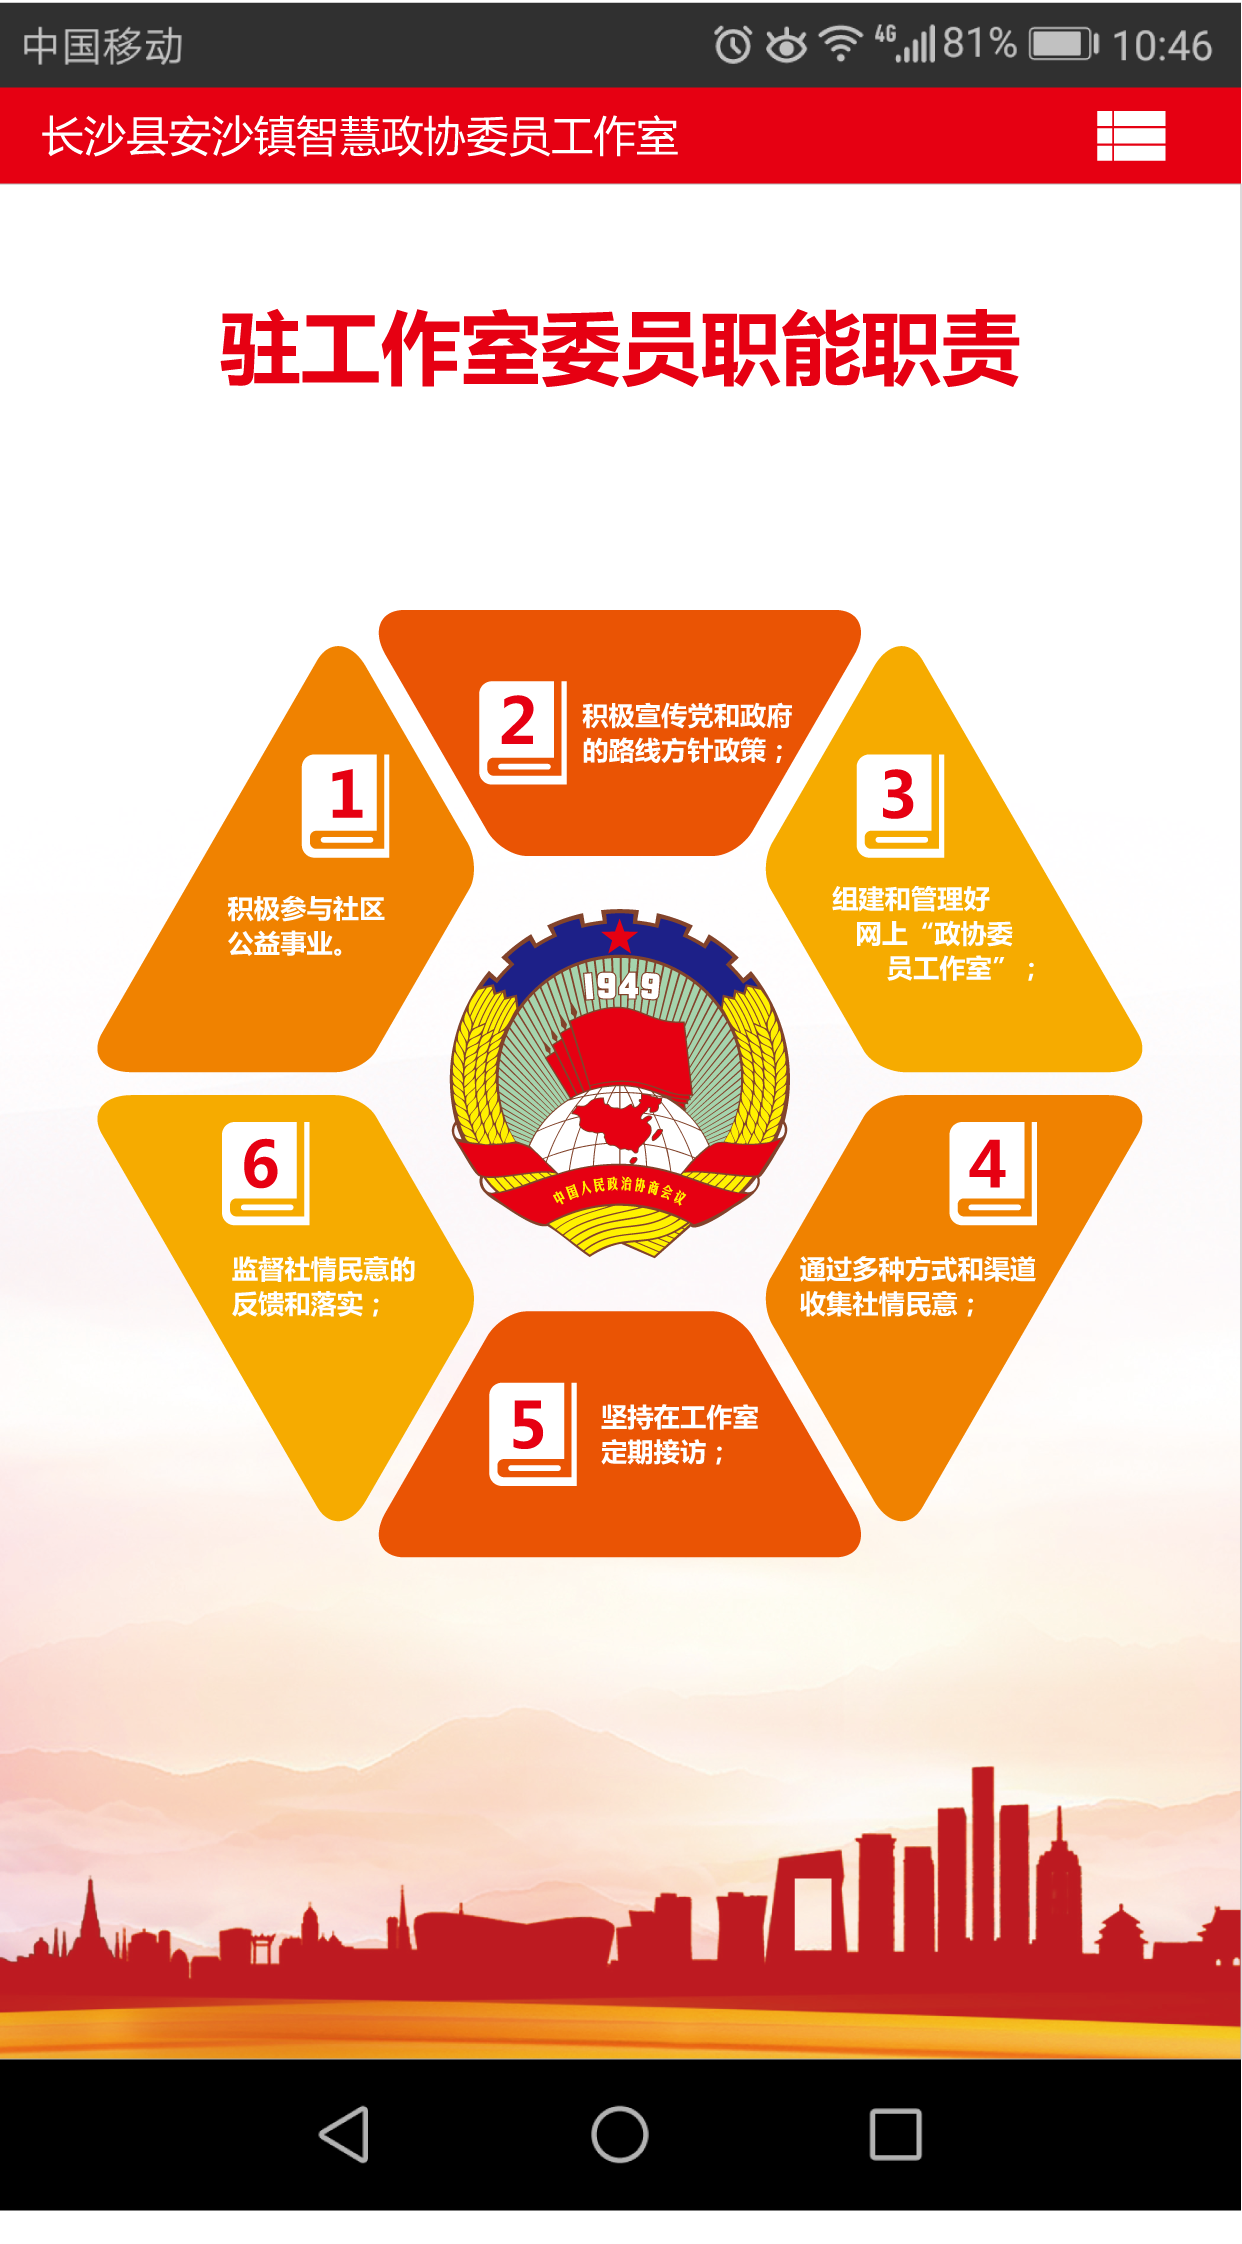 中国移动
4G 81% 10:46
长沙县安沙镇智慧政协委员工作室
驻工作室委员职能职责
1
积极参与社区
公益事业。
2
积极宣传党和政府
的路线方针政策；
3
组建和管理好
网上“政协委
员工作室”；
1949
中国人民政治协商会议
4
通过多种方式和渠道
收集社情民意；
5
坚持在工作室
定期接访；
6
监督社情民意的
反馈和落实；